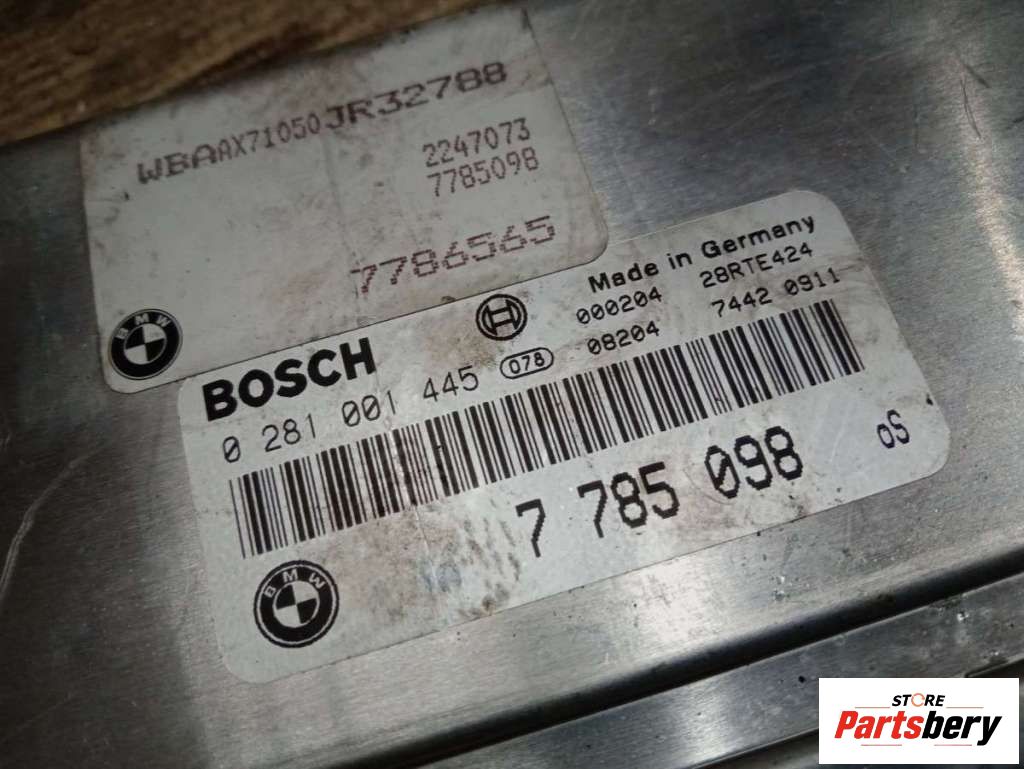 WBAAX71050JR32788
2247073
7785098
7786565
BMW
Made in Germany
BOSCH
000204 28RTE424
0 281 001 445 078 08204 7442 0911
7 785 098 oS
BMW
STORE
Partsbery